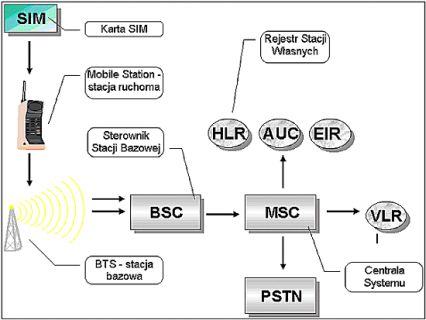 SIM
Karta SIM
Rejestr Stacji
Własnych
Mobile Station -
stacja ruchoma
Sterownik
Stacji Bazowej
HLR
AUC
EIR
BSC
MSC
VLR
BTS - stacja
bazowa
Centrala
Systemu
PSTN